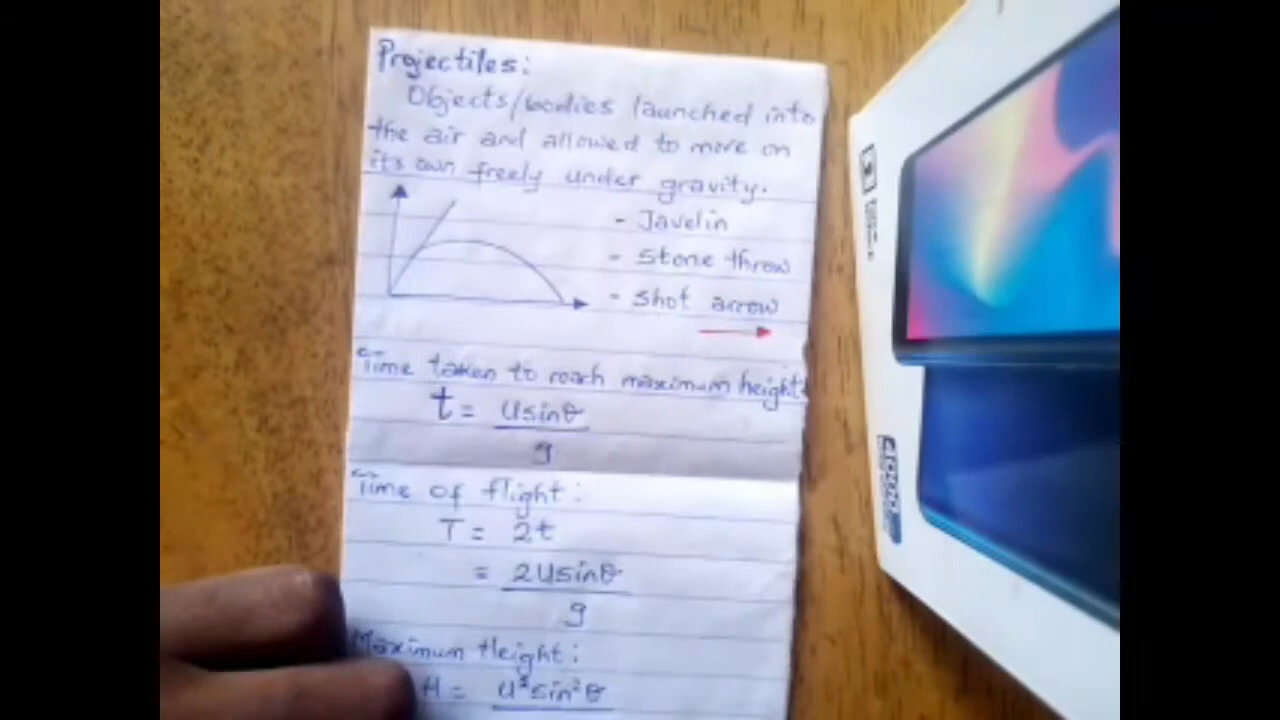 Projectiles:
Objects/bodies launched into
the air and allowed to move on
its own freely under gravity.
- Javelin
- Stone throw
- Shot arrow
Time taken to reach maximum height:
t = Usinθ
g
Time of flight:
T = 2t
= 2Usinθ
g
Maximum Height:
H = U²sin²θ